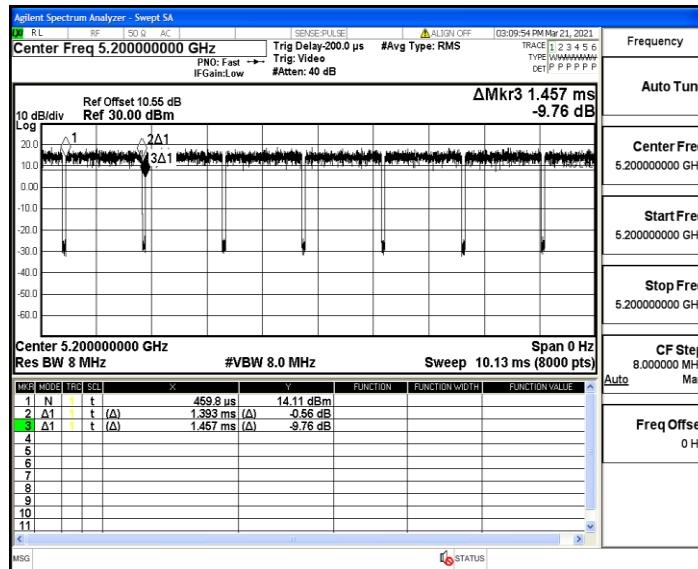 Agilent Spectrum Analyzer - Swept SA
RL RF 50 Ω AC SENSE:PULSE ALIGN OFF 03:09:54 PM Mar 21, 2021
Center Freq 5.200000000 GHz
PNO: Fast
IFGain:Low
Trig Delay-200.0 µs
Trig: Video
#Atten: 40 dB
#Avg Type: RMS
TRACE 1 2 3 4 5 6
TYPE
DET P P P P P P
Ref Offset 10.55 dB
10 dB/div Ref 30.00 dBm
Log
ΔMkr3 1.457 ms
-9.76 dB
20.0
10.0
0.00
-10.0
-20.0
-30.0
-40.0
-50.0
-60.0
1
2Δ1
3Δ1
Center 5.200000000 GHz Span 0 Hz
Res BW 8 MHz #VBW 8.0 MHz Sweep 10.13 ms (8000 pts)
MKR MODE TRC SCL X Y FUNCTION FUNCTION WIDTH FUNCTION VALUE
1 N 1 t 459.8 µs 14.11 dBm
2 Δ1 1 t (Δ) 1.393 ms (Δ) -0.56 dB
3 Δ1 1 t (Δ) 1.457 ms (Δ) -9.76 dB
4
5
6
7
8
9
10
11
MSG STATUS
Frequency
Auto Tun
Center Fre
5.200000000 GH
Start Fre
5.200000000 GH
Stop Fre
5.200000000 GH
CF Step
8.000000 MH
Auto Ma
Freq Offse
0 H